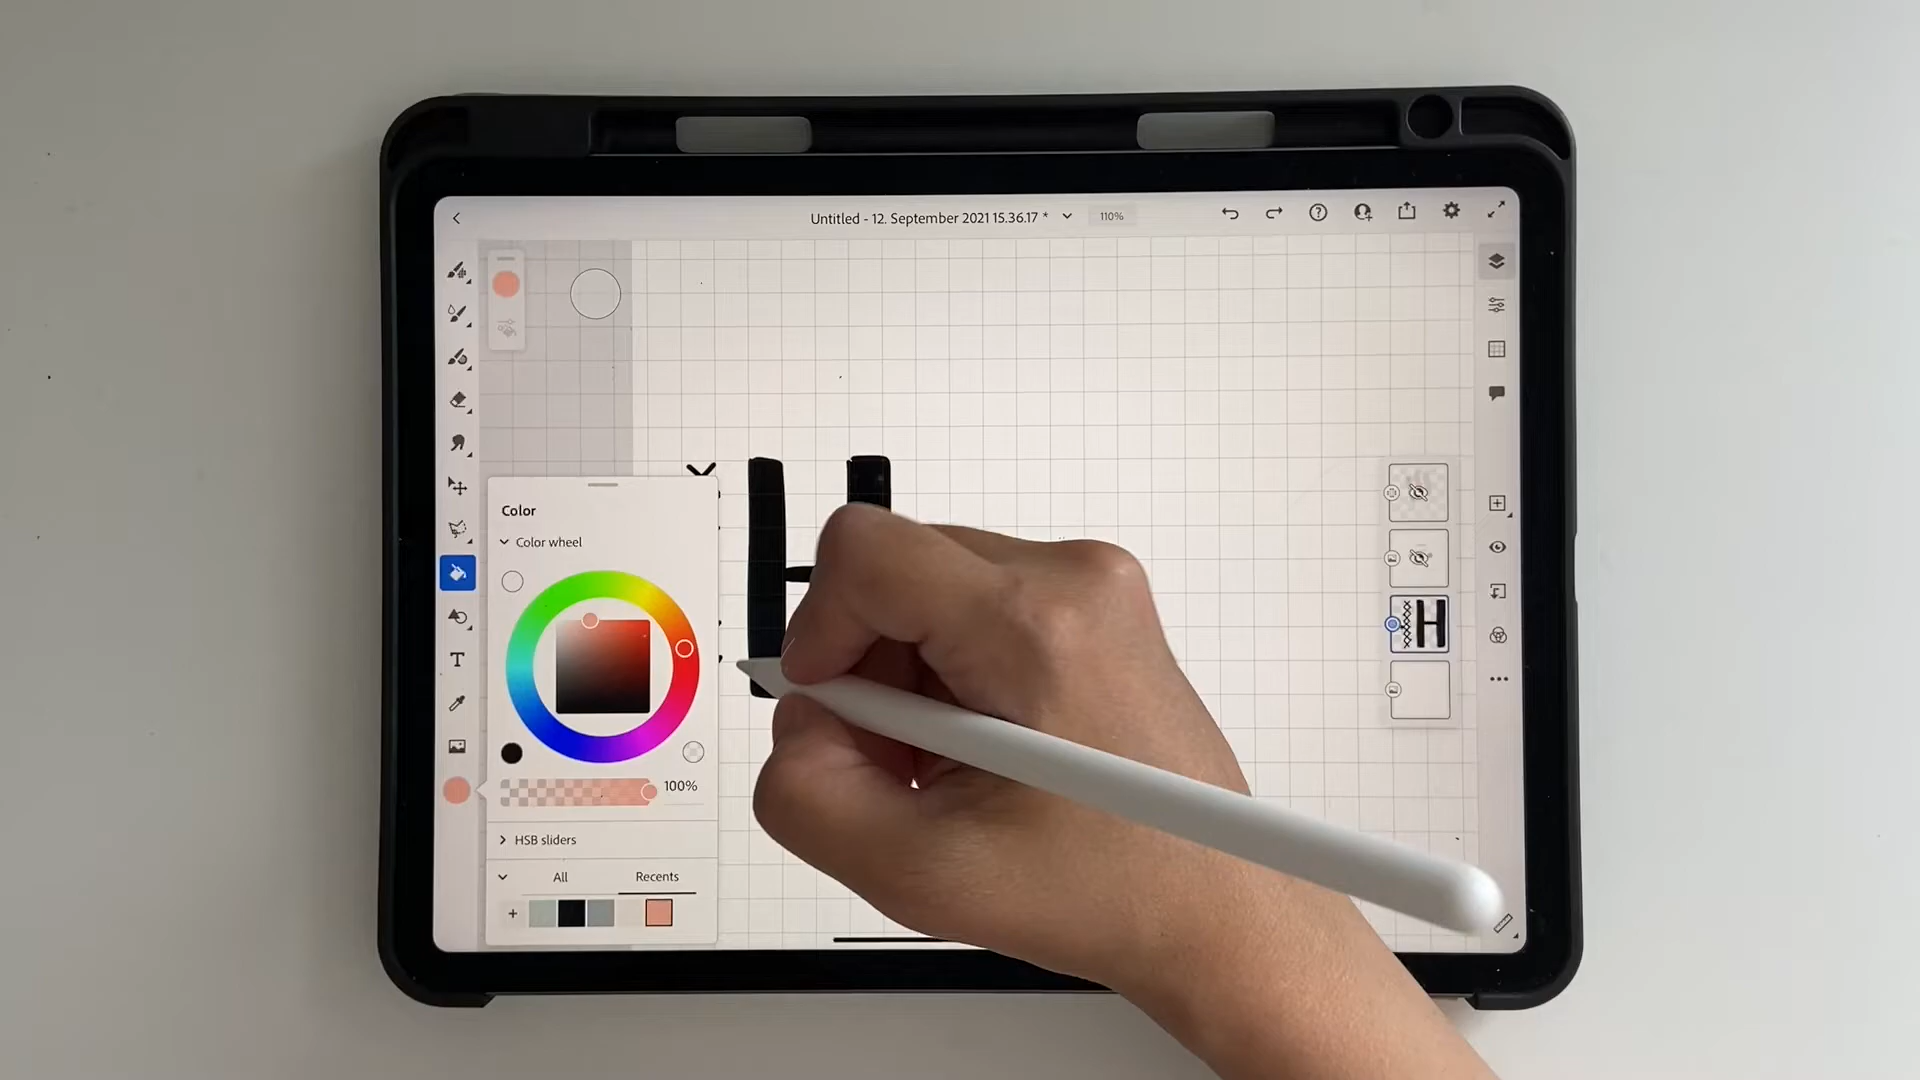 Untitled - 12. September 2021 15.36.17 *
110%
Color
Color wheel
T
100%
HSB sliders
All
Recents
H
H